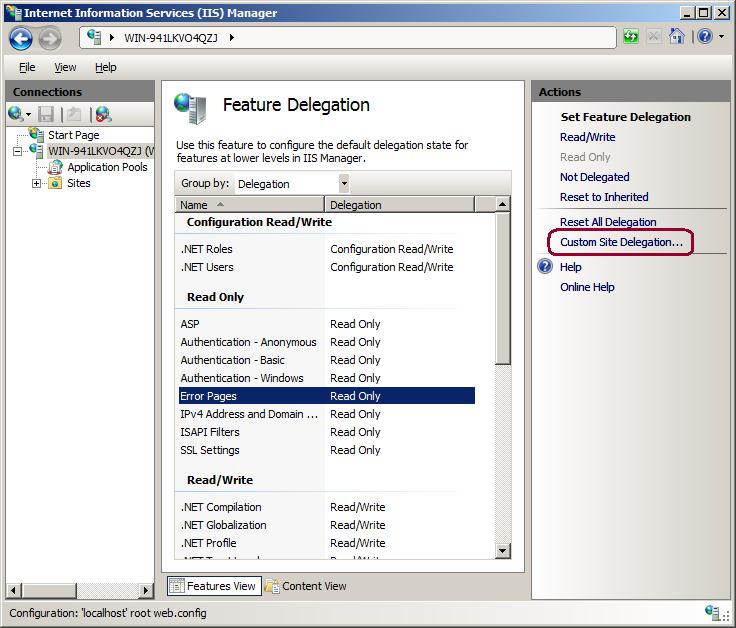 Internet Information Services (IIS) Manager
WIN-941LKVO4QZJ
File View Help
Connections
Start Page
WIN-941LKVO4QZJ (W
Application Pools
Sites
Feature Delegation
Use this feature to configure the default delegation state for
features at lower levels in IIS Manager.
Group by: Delegation
Name Delegation
Configuration Read/Write
.NET Roles Configuration Read/Write
.NET Users Configuration Read/Write
Read Only
ASP Read Only
Authentication - Anonymous Read Only
Authentication - Basic Read Only
Authentication - Windows Read Only
Error Pages Read Only
IPv4 Address and Domain ... Read Only
ISAPI Filters Read Only
SSL Settings Read Only
Read/Write
.NET Compilation Read/Write
.NET Globalization Read/Write
.NET Profile Read/Write
Features View Content View
Actions
Set Feature Delegation
Read/Write
Read Only
Not Delegated
Reset to Inherited
Reset All Delegation
Custom Site Delegation...
Help
Online Help
Configuration: 'localhost' root web.config